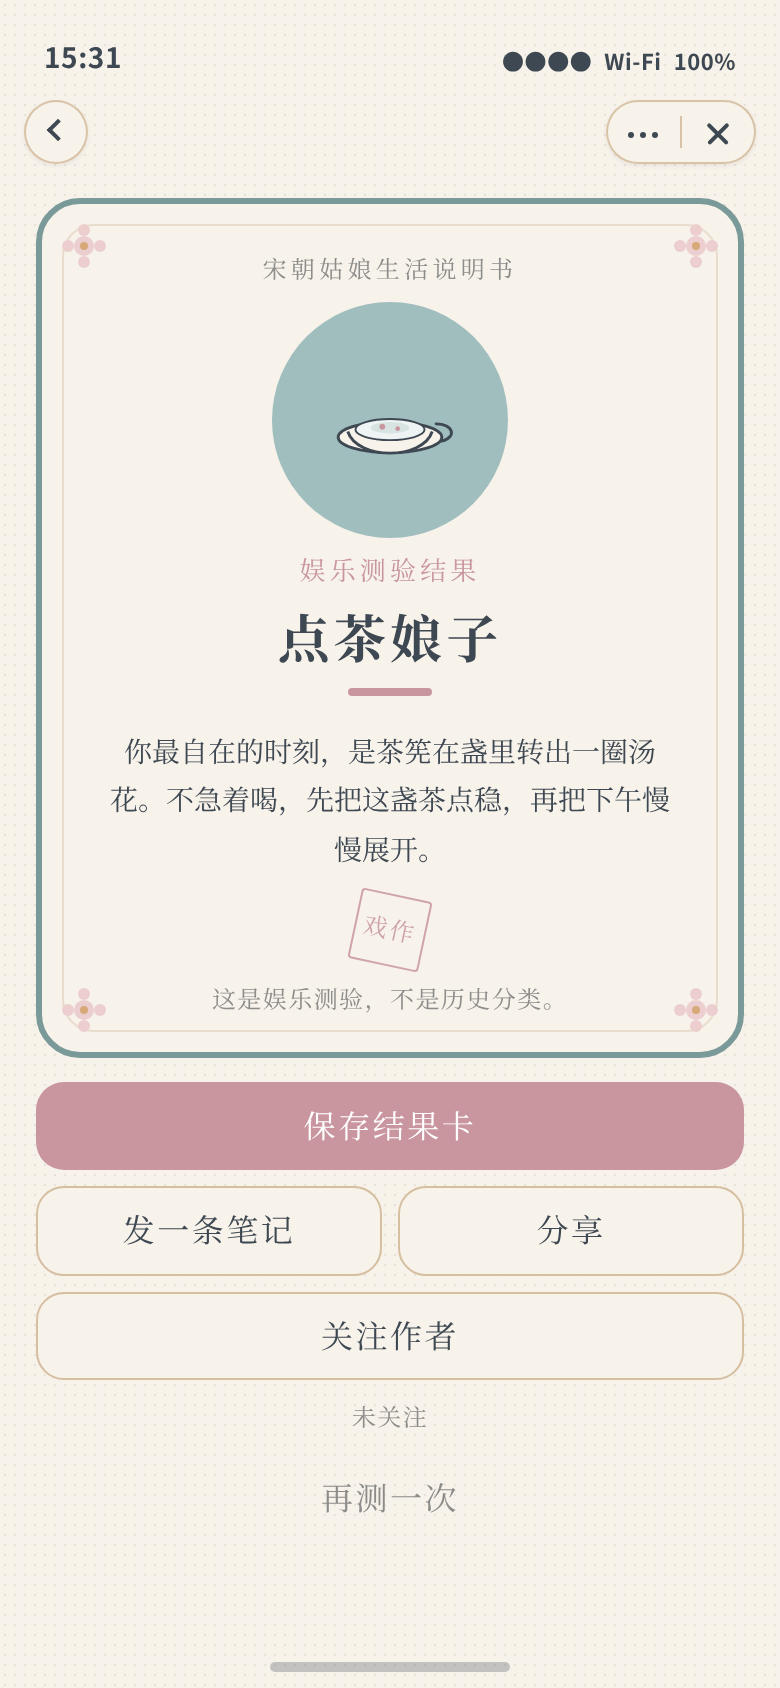 15:31 Wi-Fi 100%
宋朝姑娘生活说明书
娱乐测验结果
点茶娘子
你最自在的时刻，是茶筅在盏里转出一圈汤
花。不急着喝，先把这盏茶点稳，再把下午慢
慢展开。
戏作
这是娱乐测验，不是历史分类。
保存结果卡
发一条笔记
分享
关注作者
未关注
再测一次